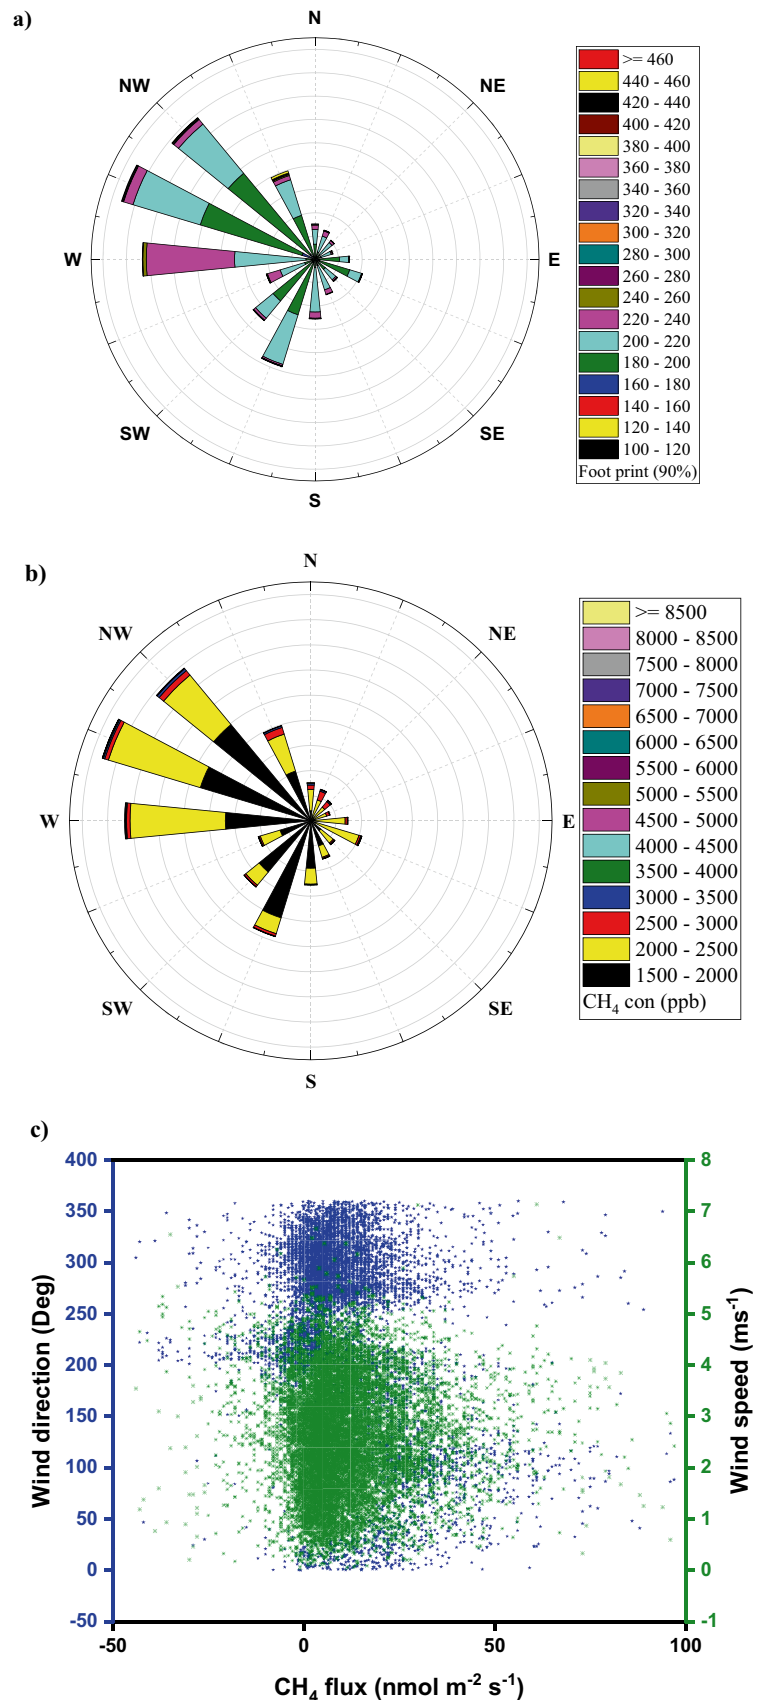 a)
N
NW
NE
W
E
SW
SE
S
>= 460
440 - 460
420 - 440
400 - 420
380 - 400
360 - 380
340 - 360
320 - 340
300 - 320
280 - 300
260 - 280
240 - 260
220 - 240
200 - 220
180 - 200
160 - 180
140 - 160
120 - 140
100 - 120
Foot print (90%)
b)
N
NW
NE
W
E
SW
SE
S
>= 8500
8000 - 8500
7500 - 8000
7000 - 7500
6500 - 7000
6000 - 6500
5500 - 6000
5000 - 5500
4500 - 5000
4000 - 4500
3500 - 4000
3000 - 3500
2500 - 3000
2000 - 2500
1500 - 2000
CH₄ con (ppb)
c)
Wind direction (Deg)
400
350
300
250
200
150
100
50
0
-50
8
7
6
5
4
3
2
1
0
-1
Wind speed (ms⁻¹)
-50
0
50
100
CH₄ flux (nmol m⁻² s⁻¹)